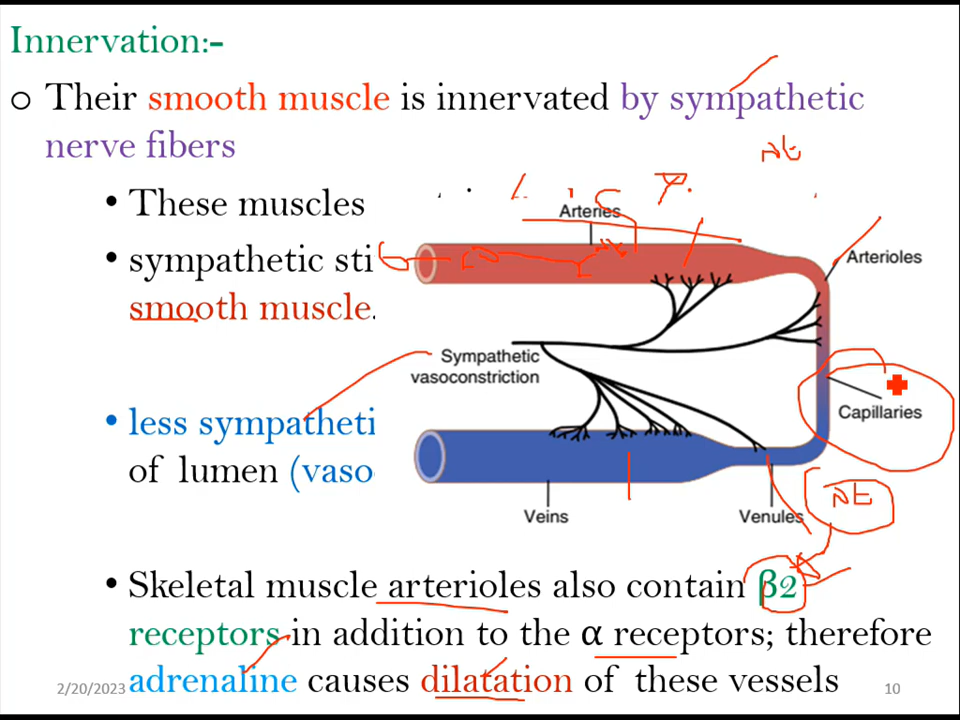 Innervation:-
o Their smooth muscle is innervated by sympathetic
nerve fibers
NE
• These muscles
Arteries
• sympathetic sti
Arterioles
smooth muscle.
Sympathetic
vasoconstriction
Capillaries
• less sympatheti
of lumen (vaso
NE
Veins
Venules
• Skeletal muscle arterioles also contain β2
receptors in addition to the α receptors; therefore
adrenaline causes dilatation of these vessels
2/20/2023
10